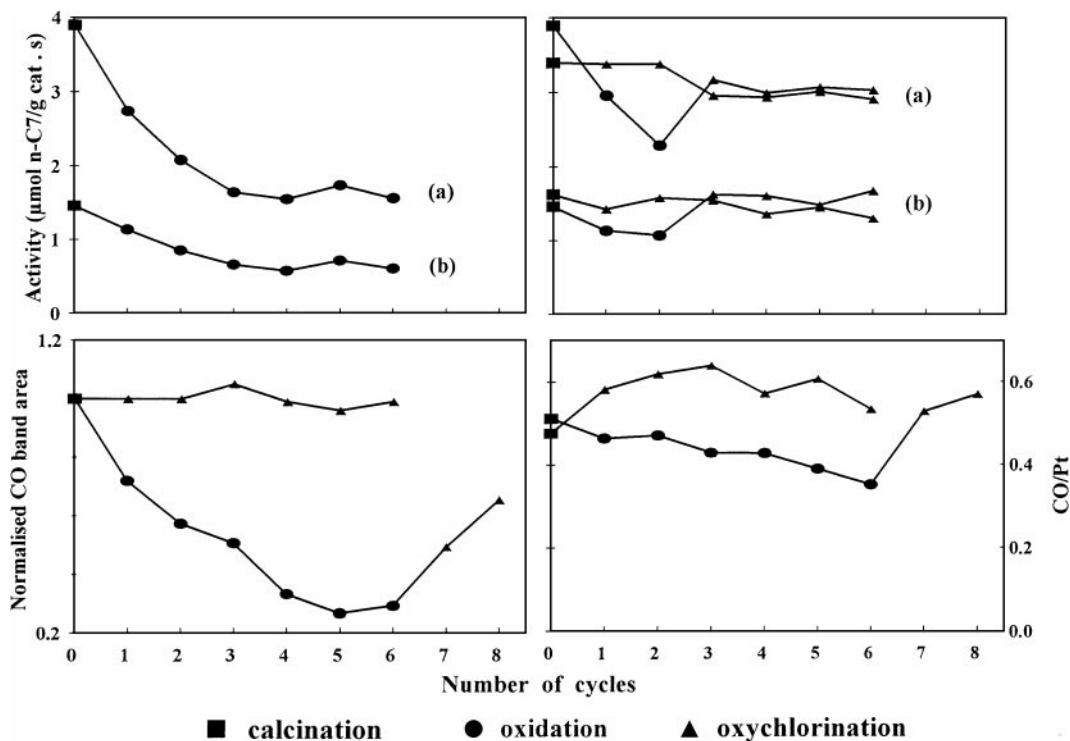 4
3
2
1
0
Activity (µmol n-C7/g cat . s)
(a)
(b)
(a)
(b)
1.2
0.2
Normalised CO band area
0.6
0.4
0.2
0.0
CO/Pt
0 1 2 3 4 5 6 7 8
0 1 2 3 4 5 6 7 8
Number of cycles
calcination oxidation oxychlorination